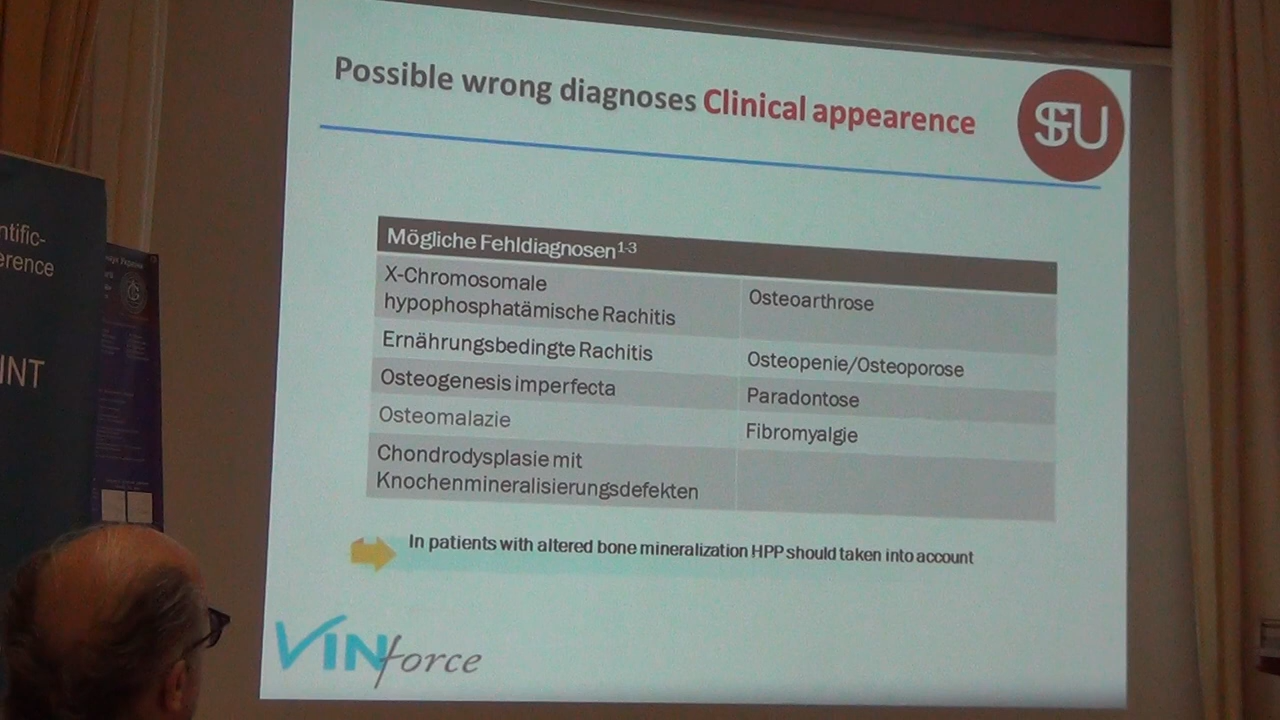 Possible wrong diagnoses Clinical appearence
SFU
Mögliche Fehldiagnosen1-3
X-Chromosomale
hypophosphatämische Rachitis
Osteoarthrose
Ernährungsbedingte Rachitis
Osteopenie/Osteoporose
Osteogenesis imperfecta
Paradontose
Osteomalazie
Fibromyalgie
Chondrodysplasie mit
Knochenmineralisierungsdefekten
In patients with altered bone mineralization HPP should taken into account
VINforce
ntific-
erence
INT